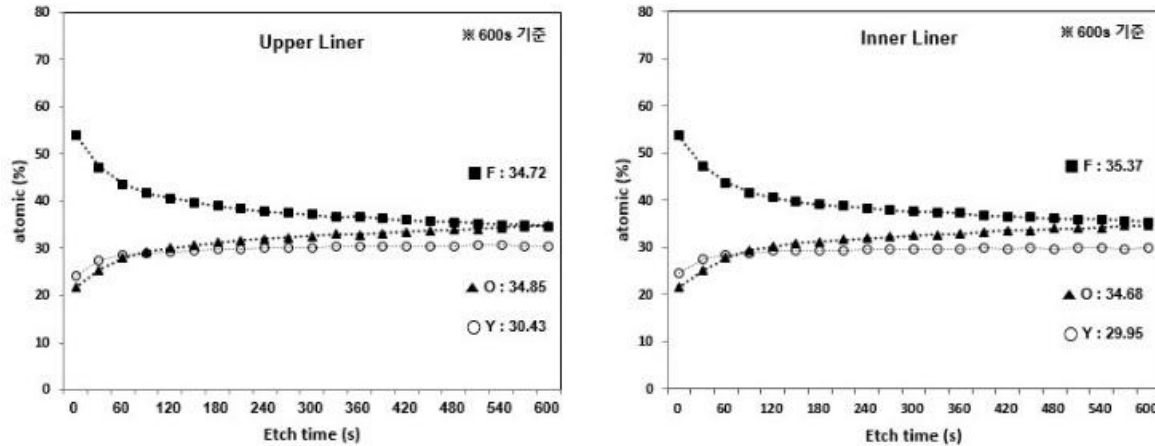 Upper Liner
※ 600s 기준
atomic (%)
80
70
60
50
40
30
20
10
0
F : 34.72
O : 34.85
Y : 30.43
0 60 120 180 240 300 360 420 480 540 600
Etch time (s)
Inner Liner
※ 600s 기준
atomic (%)
80
70
60
50
40
30
20
10
0
F : 35.37
O : 34.68
Y : 29.95
0 60 120 180 240 300 360 420 480 540 600
Etch time (s)